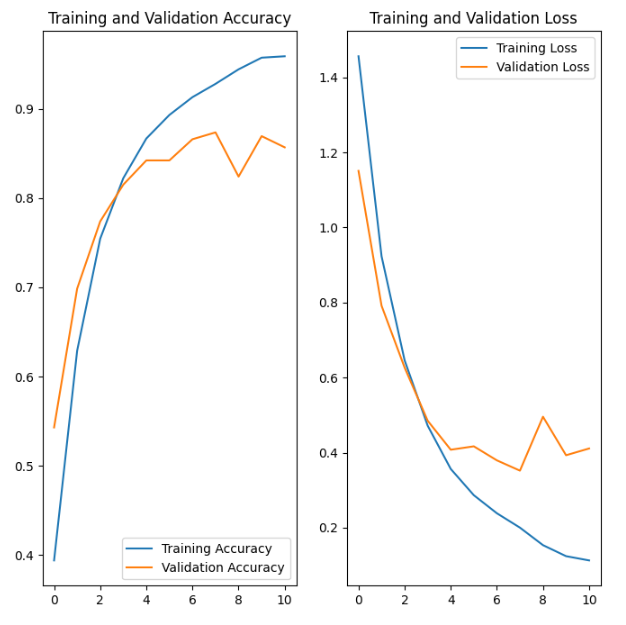 Training and Validation Accuracy
0.9
0.8
0.7
0.6
0.5
0.4
Training Accuracy
Validation Accuracy
0 2 4 6 8 10
Training and Validation Loss
Training Loss
Validation Loss
1.4
1.2
1.0
0.8
0.6
0.4
0.2
0 2 4 6 8 10